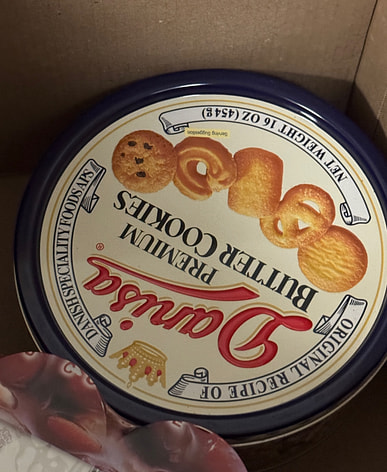 ORIGINAL RECIPE OF
DANISH SPECIALITY FOODS APS
Danisa®
PREMIUM
BUTTER COOKIES
Serving Suggestion
NET WEIGHT 16 OZ (454 g)